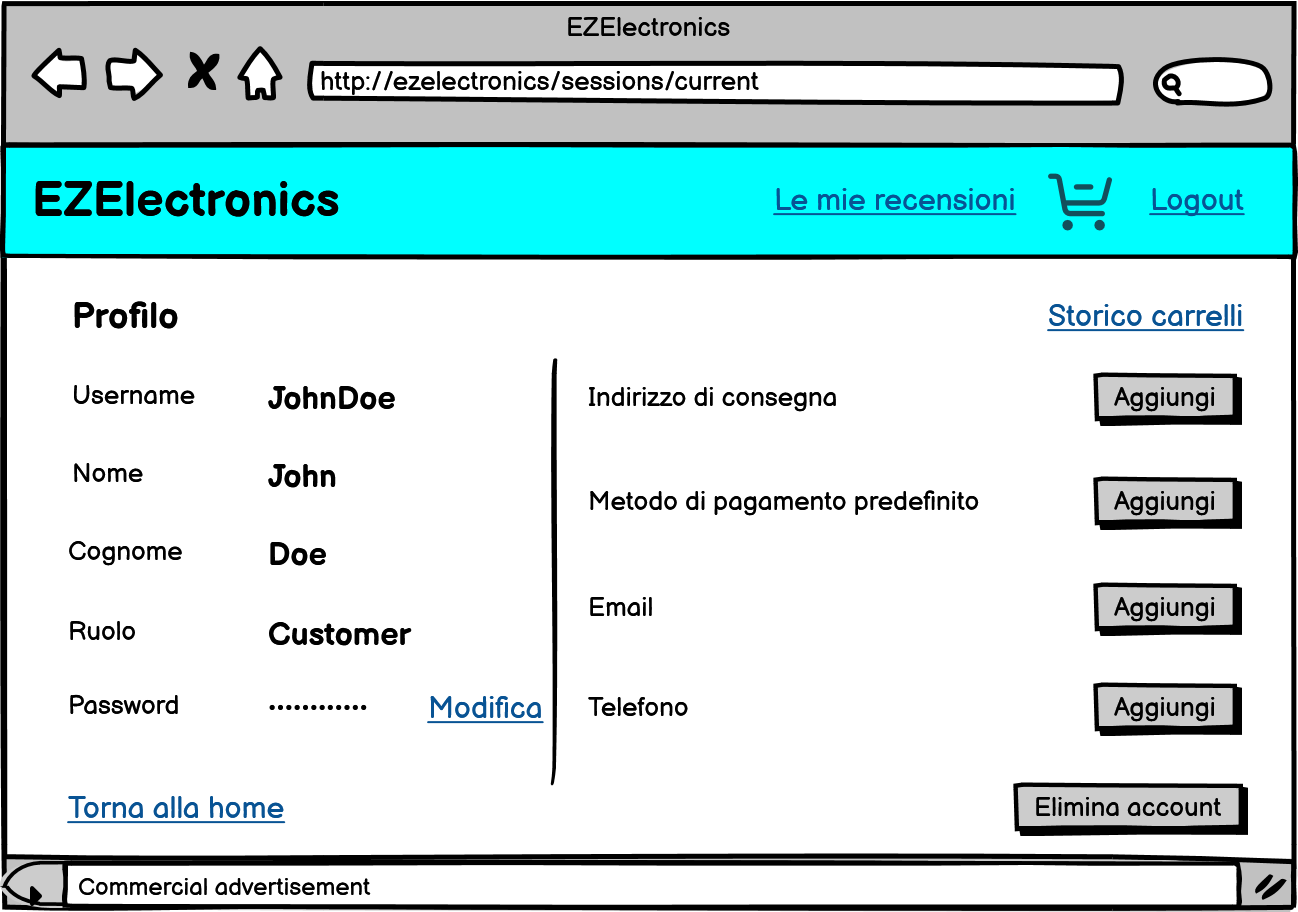 EZElectronics
http://ezelectronics/sessions/current
EZElectronics
Le mie recensioni
Logout
Profilo
Storico carrelli
Username
JohnDoe
Nome
John
Cognome
Doe
Ruolo
Customer
Password
••••••••••••
Modifica
Indirizzo di consegna
Aggiungi
Metodo di pagamento predefinito
Aggiungi
Email
Aggiungi
Telefono
Aggiungi
Torna alla home
Elimina account
Commercial advertisement